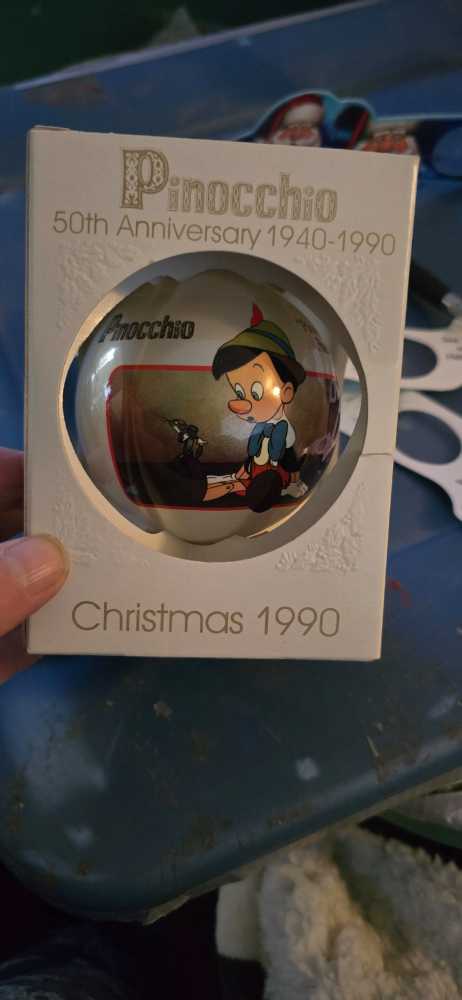 Pinocchio
50th Anniversary 1940-1990
Pinocchio
Christmas 1990